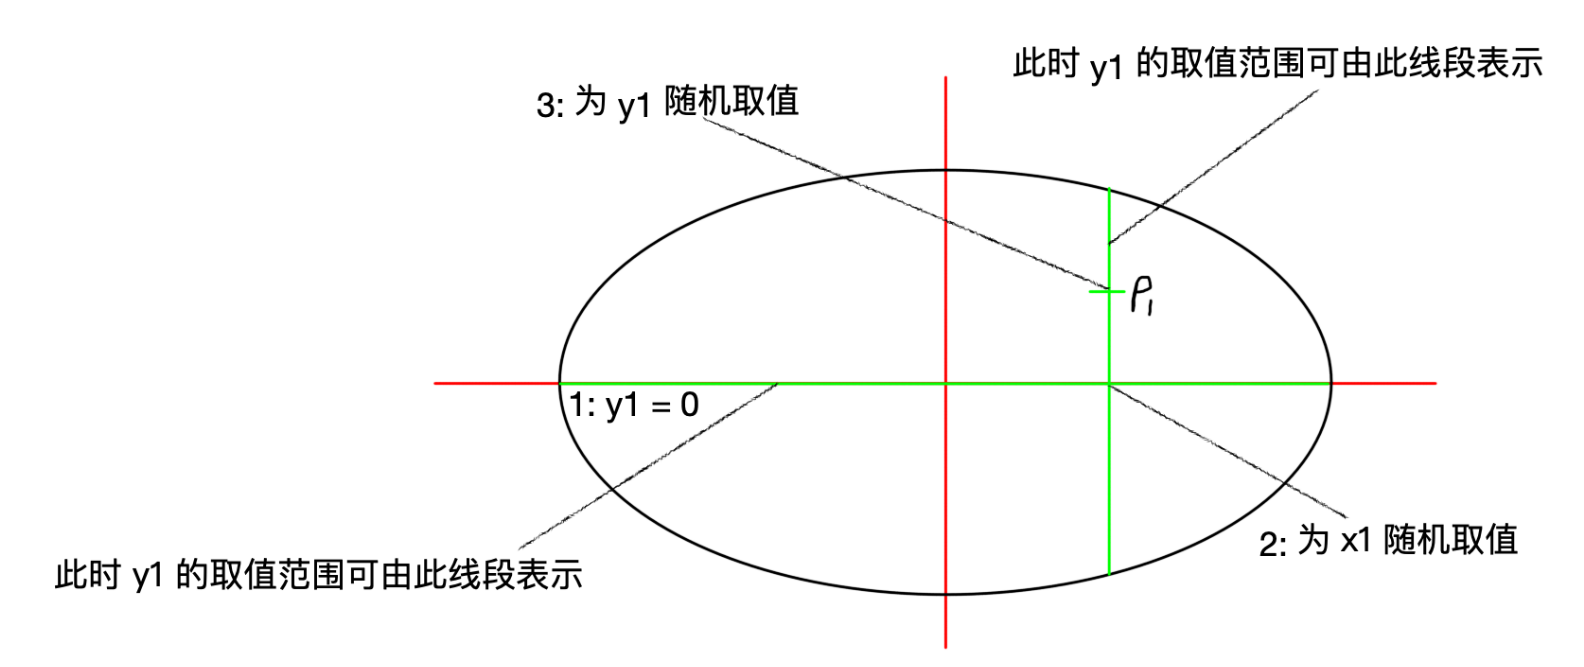 此时 y1 的取值范围可由此线段表示
3: 为 y1 随机取值
P1
1: y1 = 0
2: 为 x1 随机取值
此时 y1 的取值范围可由此线段表示